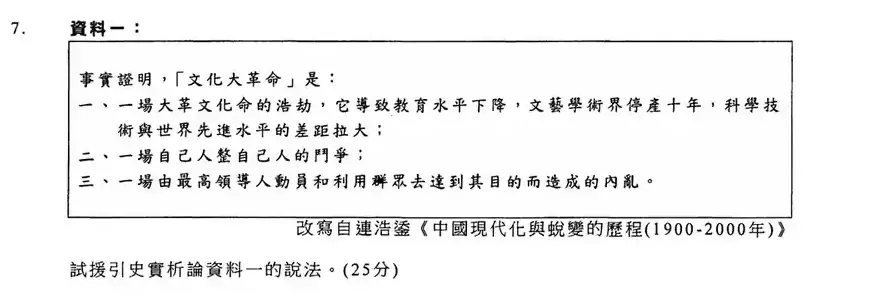 7. 資料一：
事實證明，「文化大革命」是：
一、一場大革文化命的浩劫，它導致教育水平下降，文藝學術界停產十年，科學技
術與世界先進水平的差距拉大；
二、一場自己人整自己人的鬥爭；
三、一場由最高領導人動員和利用羣眾去達到其目的而造成的內亂。
改寫自連浩鋈《中國現代化與蛻變的歷程(1900-2000年)》
試援引史實析論資料一的說法。(25分)